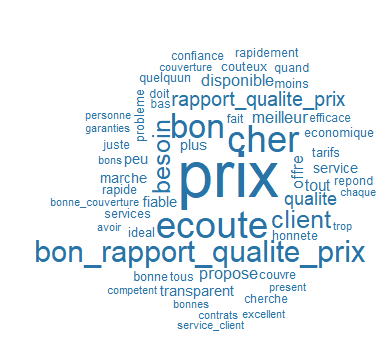 confiance rapidement
couverture couteux quand
quelquun disponible moins
doit
bas rapport_qualite_prix
personne probleme bon fait meilleur efficace
garanties cher economique
juste besoin plus
bons peu prix offre tarifs
marche service
rapide tout repond
bonne_couverture fiable qualite chaque
services ecoute client
avoir ideal trop
honnete
bon_rapport_qualite_prix
bonne tous propose couvre
competent transparent present
bonnes cherche
contrats excellent
service_client